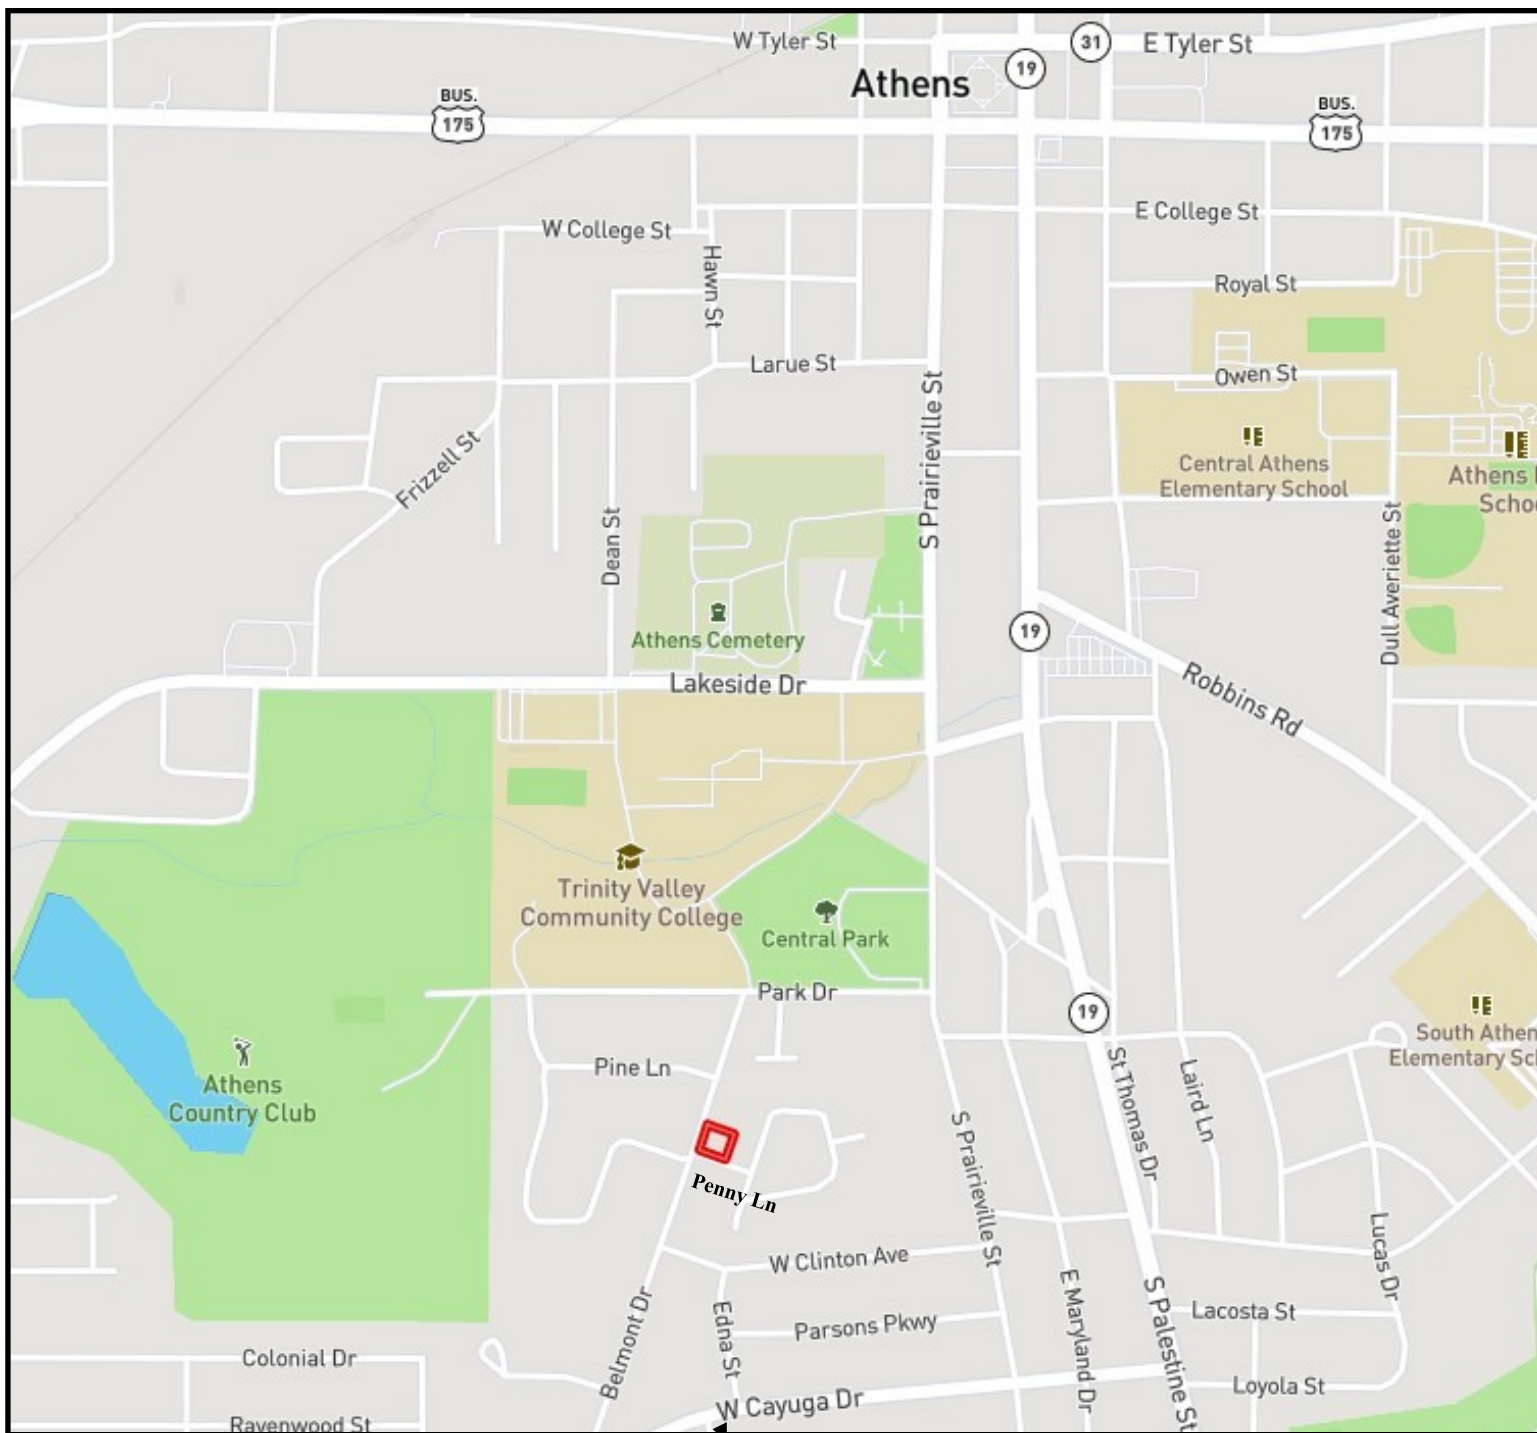 W Tyler St
31
E Tyler St
19
Athens
BUS.
175
BUS.
175
E College St
W College St
Hawn St
Royal St
Larue St
Owen St
S Prairieville St
Frizzell St
Central Athens
Elementary School
Athens
Dean St
Dull Averiette St
Athens Cemetery
19
Lakeside Dr
Robbins Rd
Trinity Valley
Community College
Central Park
Park Dr
19
South Athen
Elementary
Pine Ln
Athens
Country Club
St Thomas Dr
Laird Ln
S Prairieville St
Penny Ln
W Clinton Ave
Lucas Dr
E Maryland Dr
S Palestine St
Lacosta St
Edna St
Parsons Pkwy
Belmont Dr
Colonial Dr
Loyola St
W Cayuga Dr
Ravenwood St